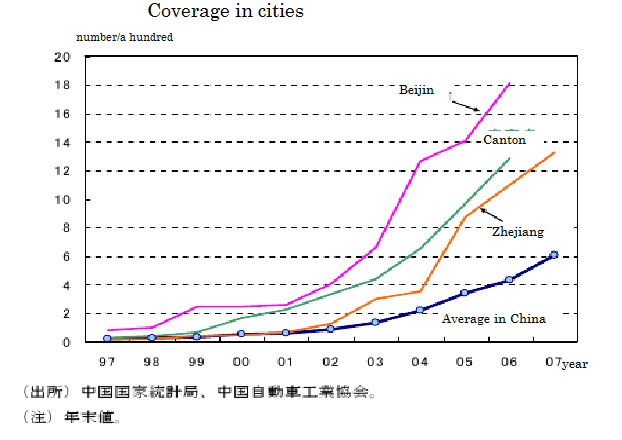 Coverage in cities
number/a hundred
20
18
Beijin
16
14
Canton
12
10
8
Zhejiang
6
4
2
Average in China
0
97 98 99 00 01 02 03 04 05 06 07 year
（出所）中国国家統計局、中国自動車工業協会。
（注）年末値。